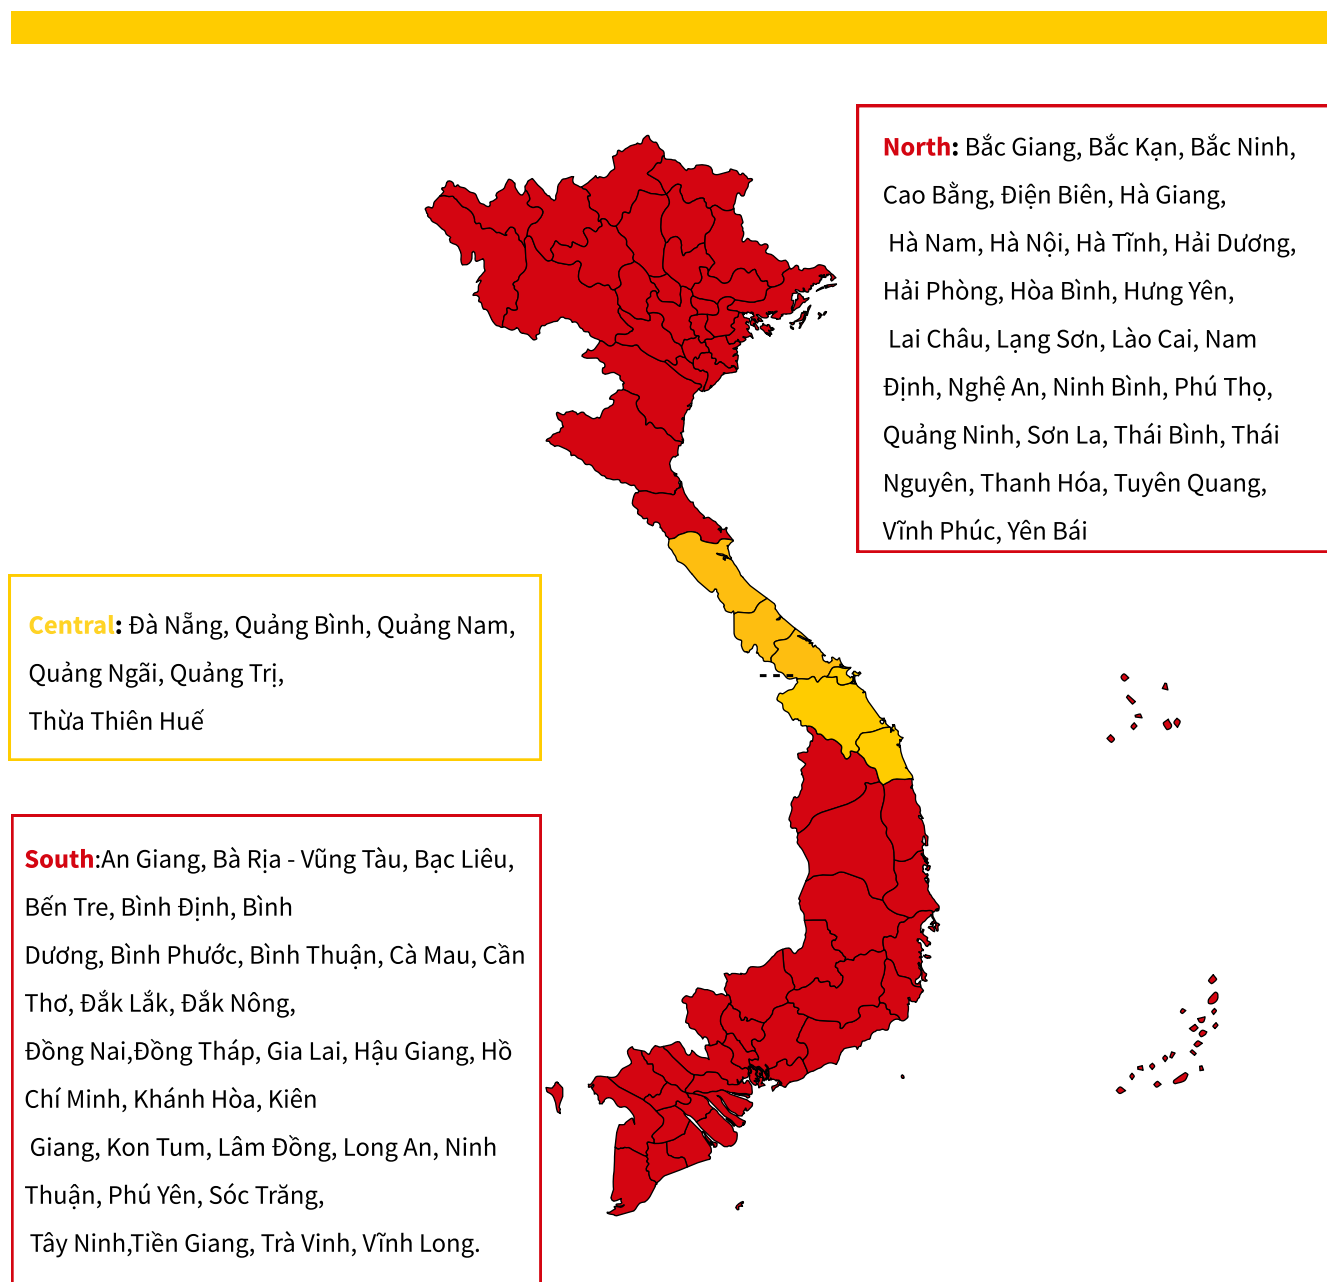 North: Bắc Giang, Bắc Kạn, Bắc Ninh,
Cao Bằng, Điện Biên, Hà Giang,
Hà Nam, Hà Nội, Hà Tĩnh, Hải Dương,
Hải Phòng, Hòa Bình, Hưng Yên,
Lai Châu, Lạng Sơn, Lào Cai, Nam
Định, Nghệ An, Ninh Bình, Phú Thọ,
Quảng Ninh, Sơn La, Thái Bình, Thái
Nguyên, Thanh Hóa, Tuyên Quang,
Vĩnh Phúc, Yên Bái
Central: Đà Nẵng, Quảng Bình, Quảng Nam,
Quảng Ngãi, Quảng Trị,
Thừa Thiên Huế
South:An Giang, Bà Rịa - Vũng Tàu, Bạc Liêu,
Bến Tre, Bình Định, Bình
Dương, Bình Phước, Bình Thuận, Cà Mau, Cần
Thơ, Đắk Lắk, Đắk Nông,
Đồng Nai,Đồng Tháp, Gia Lai, Hậu Giang, Hồ
Chí Minh, Khánh Hòa, Kiên
Giang, Kon Tum, Lâm Đồng, Long An, Ninh
Thuận, Phú Yên, Sóc Trăng,
Tây Ninh,Tiền Giang, Trà Vinh, Vĩnh Long.